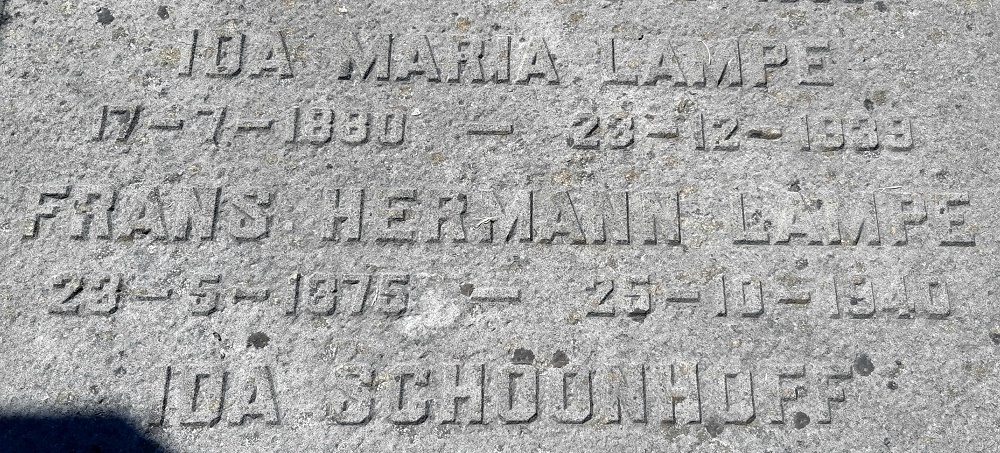 IDA MARIA LAMPE
17-7-1880 — 23-12-1939
FRANS HERMANN LAMPE
23-5-1875 — 25-10-1940
IDA SCHOONHOFF